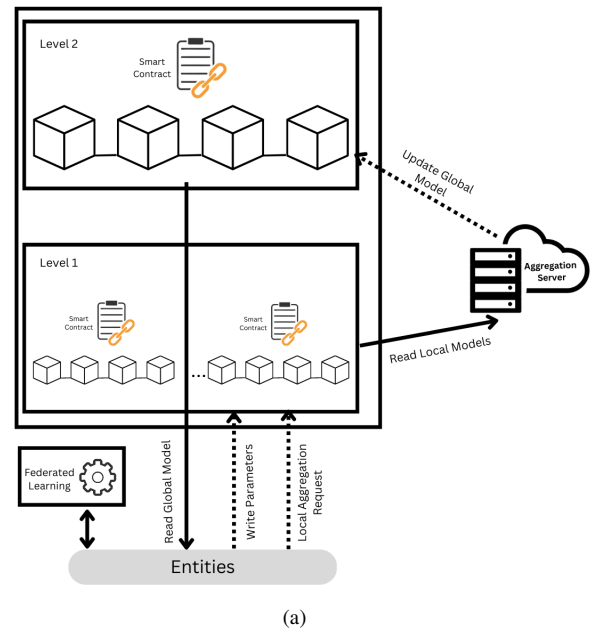 Level 2
Smart
Contract
Update Global
Model
Level 1
Aggregation
Server
Smart
Contract
Smart
Contract
...
Read Local Models
Federated
Learning
Read Global Model
Write Parameters
Local Aggregation
Request
Entities
(a)